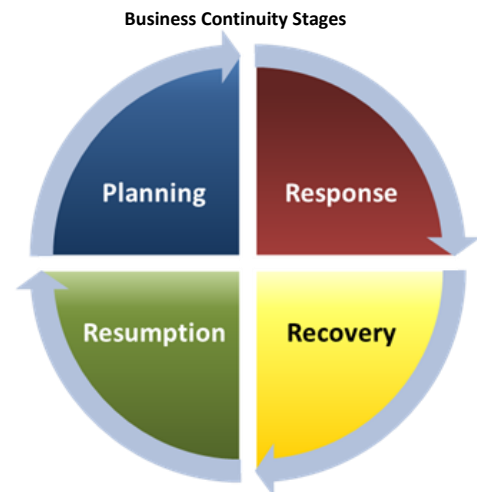 Business Continuity Stages
Planning
Response
Resumption
Recovery